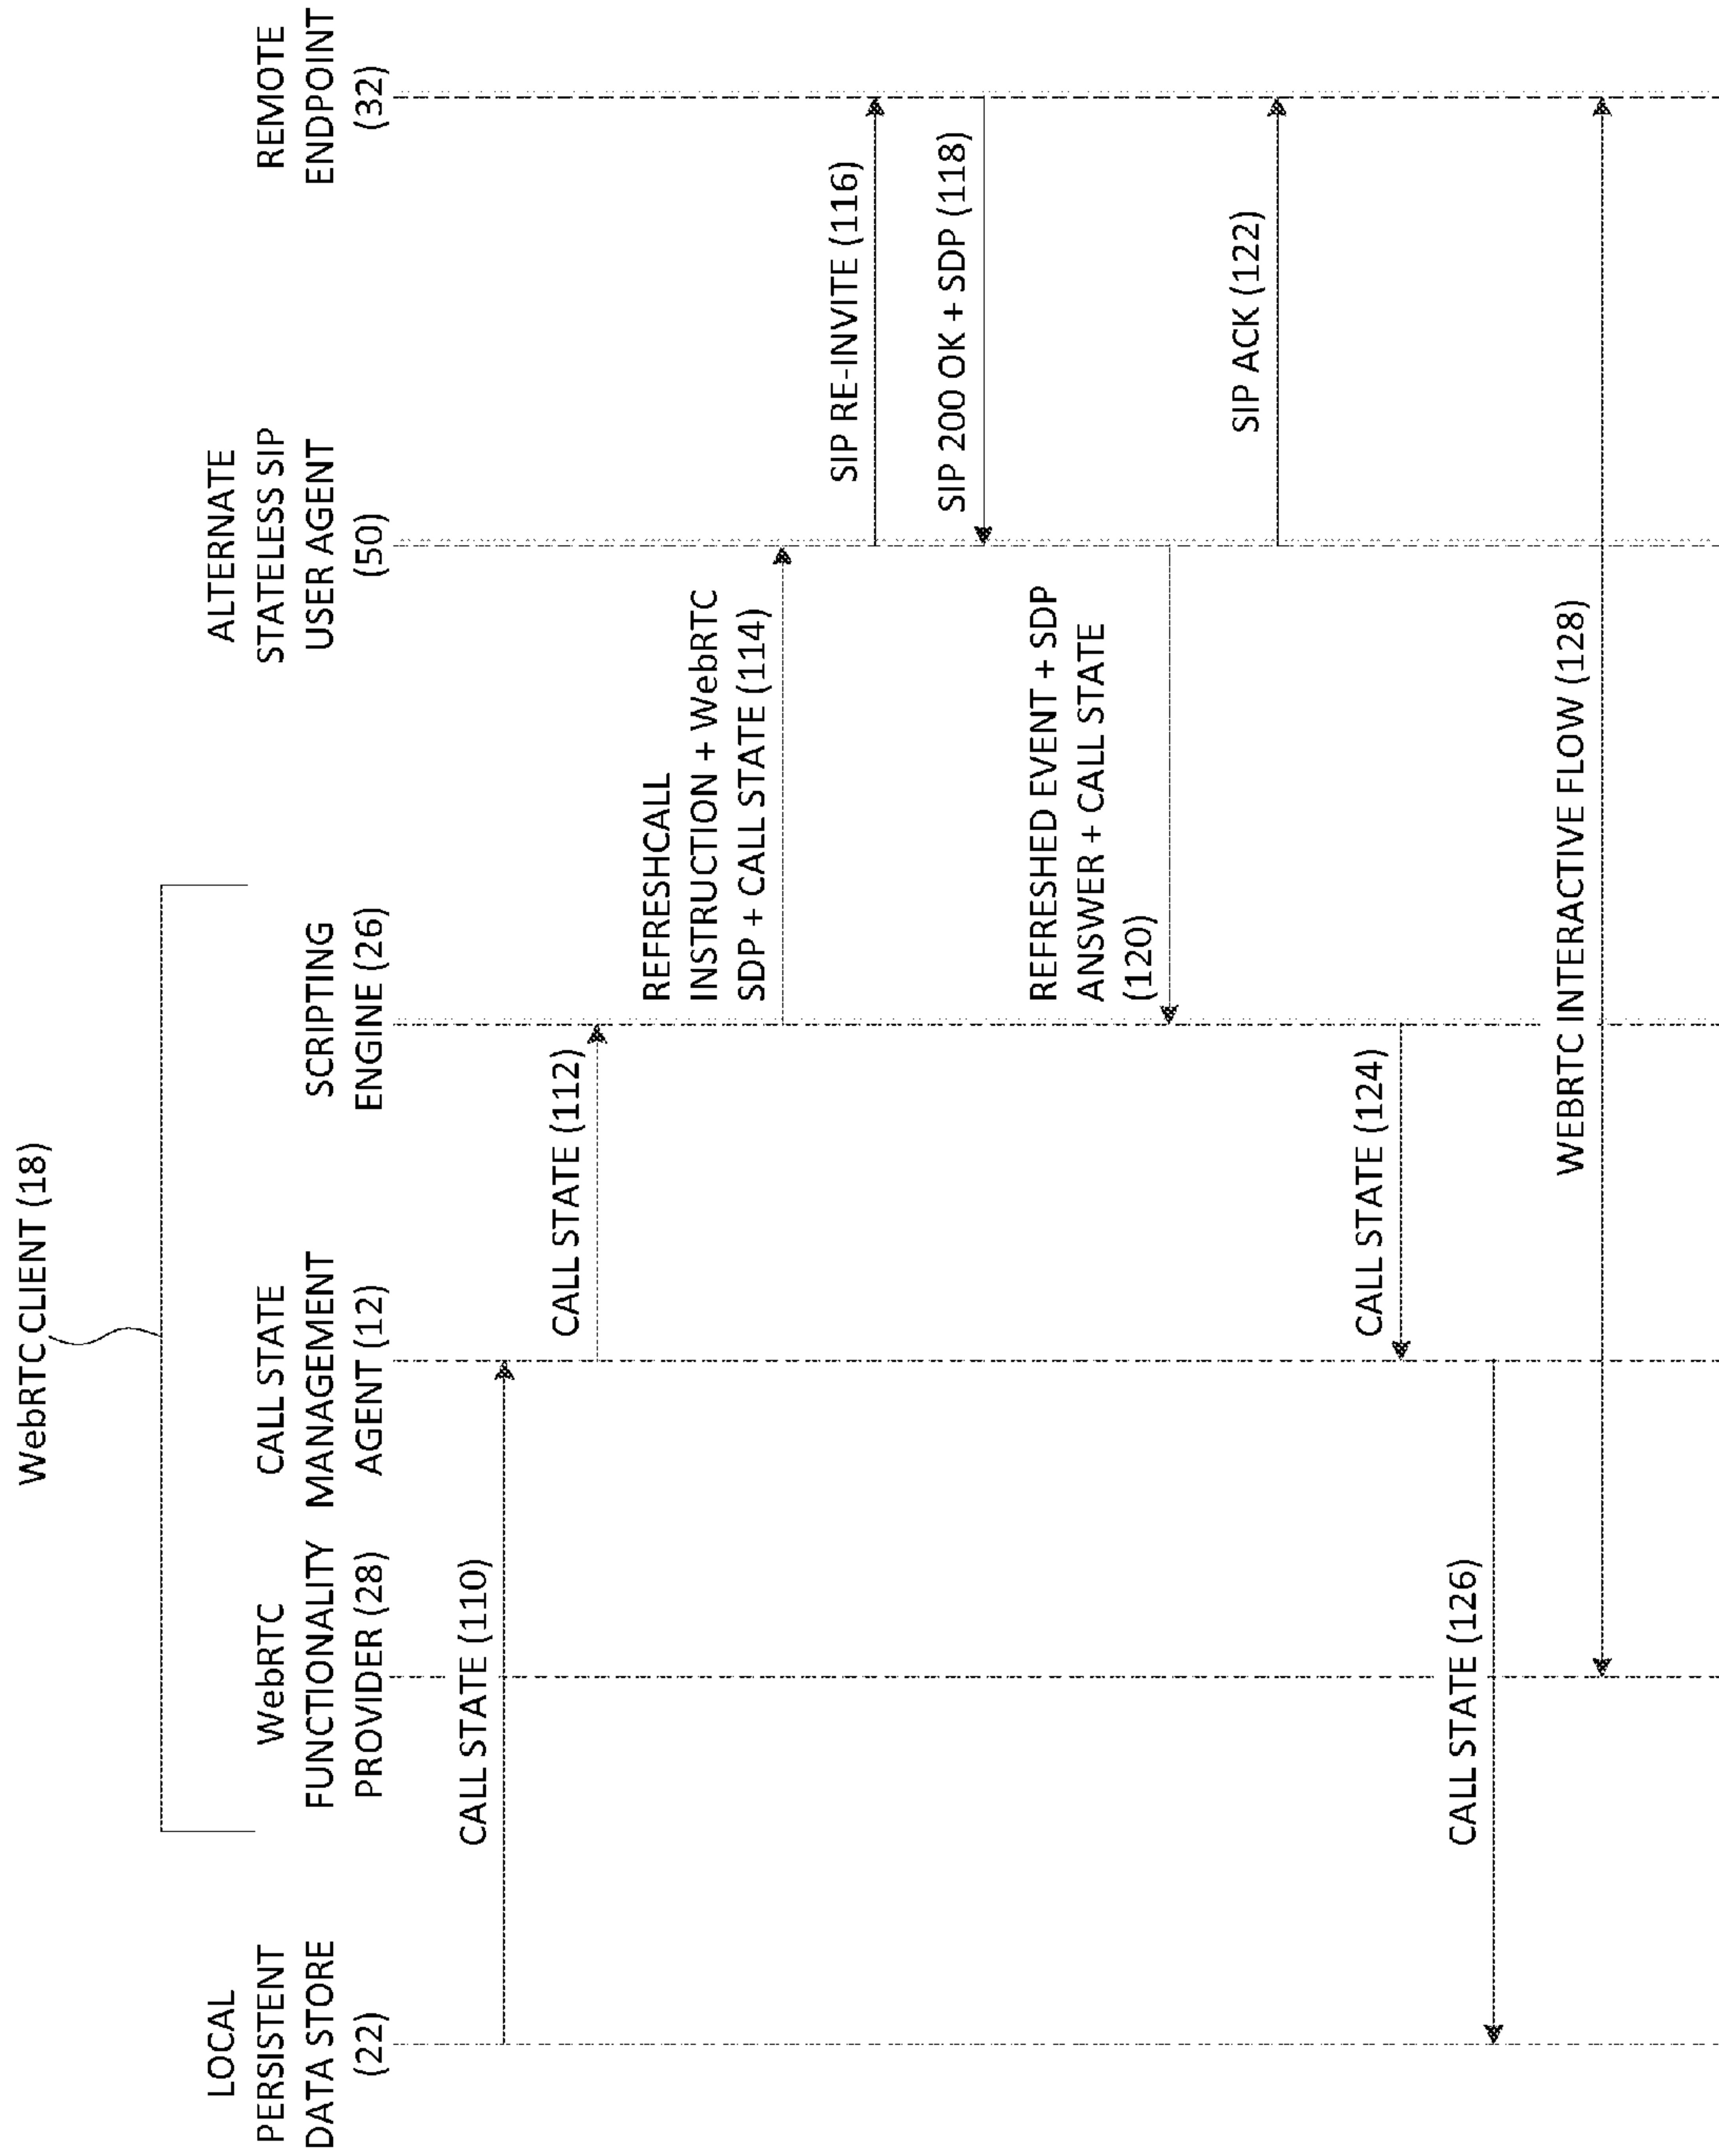 WebRTC CLIENT (18)
LOCAL
PERSISTENT
DATA STORE
(22)
WebRTC
FUNCTIONALITY
PROVIDER (28)
CALL STATE
MANAGEMENT
AGENT (12)
SCRIPTING
ENGINE (26)
ALTERNATE
STATELESS SIP
USER AGENT
(50)
REMOTE
ENDPOINT
(32)
CALL STATE (110)
CALL STATE (112)
REFRESHCALL
INSTRUCTION + WebRTC
SDP + CALL STATE (114)
SIP RE-INVITE (116)
SIP 200 OK + SDP (118)
REFRESHED EVENT + SDP
ANSWER + CALL STATE
(120)
SIP ACK (122)
CALL STATE (124)
CALL STATE (126)
WEBRTC INTERACTIVE FLOW (128)